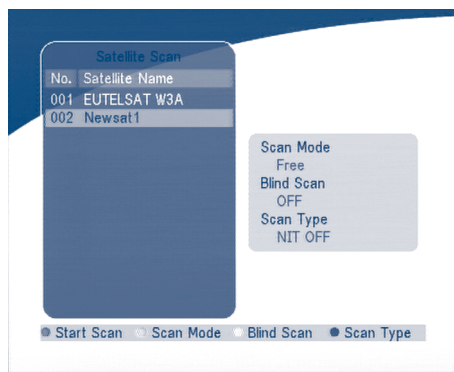 Satellite Scan
No. Satellite Name
001 EUTELSAT W3A
002 Newsat1
Scan Mode
Free
Blind Scan
OFF
Scan Type
NIT OFF
Start Scan Scan Mode Blind Scan Scan Type